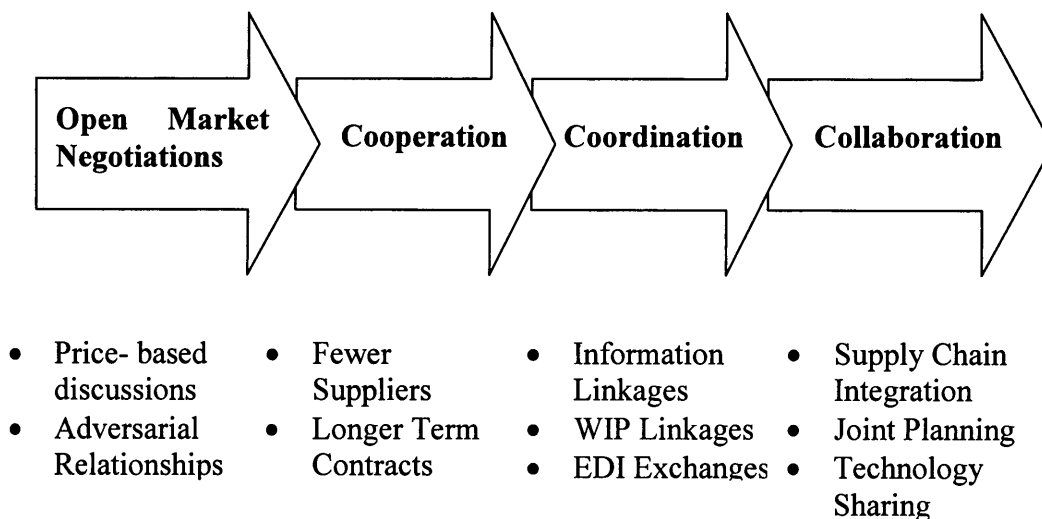 Open Market
Negotiations
Cooperation
Coordination
Collaboration
• Price- based
discussions
• Adversarial
Relationships
• Fewer
Suppliers
• Longer Term
Contracts
• Information
Linkages
• WIP Linkages
• EDI Exchanges
• Supply Chain
Integration
• Joint Planning
• Technology
Sharing